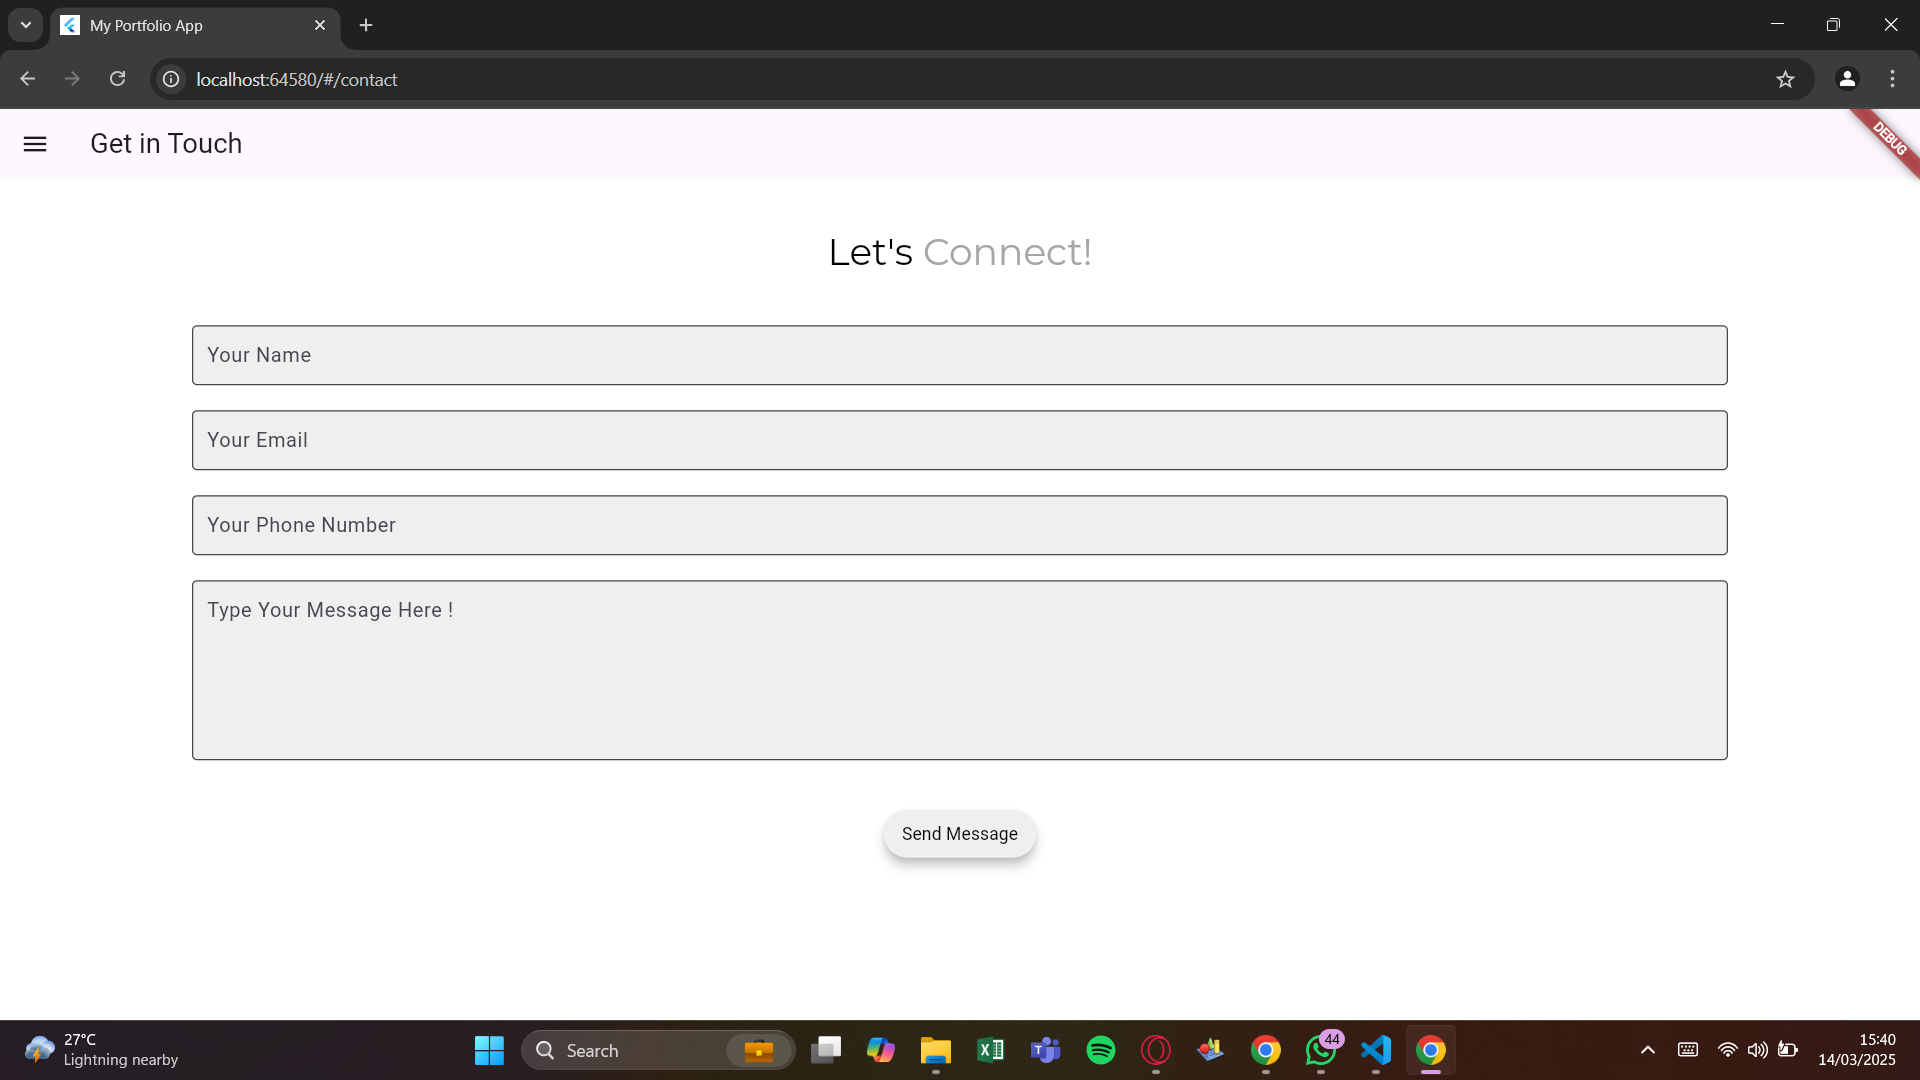 My Portfolio App
localhost:64580/#/contact
Get in Touch
DEBUG
Let's Connect!
Your Name
Your Email
Your Phone Number
Type Your Message Here !
Send Message
27°C
Lightning nearby
Search
44
15:40
14/03/2025